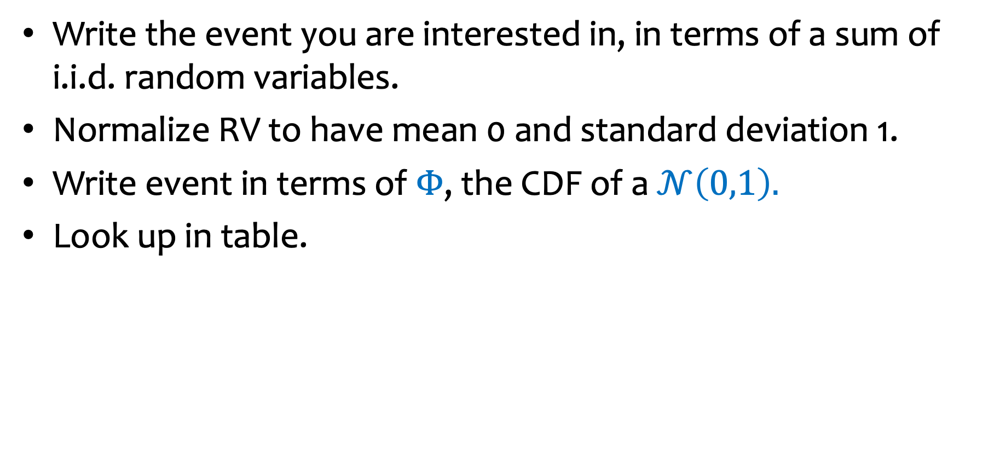 • Write the event you are interested in, in terms of a sum of
i.i.d. random variables.
• Normalize RV to have mean 0 and standard deviation 1.
• Write event in terms of Φ, the CDF of a 𝒩(0,1).
• Look up in table.